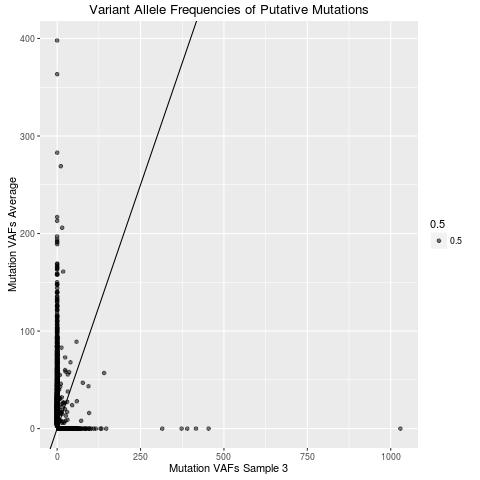 Variant Allele Frequencies of Putative Mutations
400
300
200
100
0
Mutation VAFs Average
0 250 500 750 1000
Mutation VAFs Sample 3
0.5
0.5